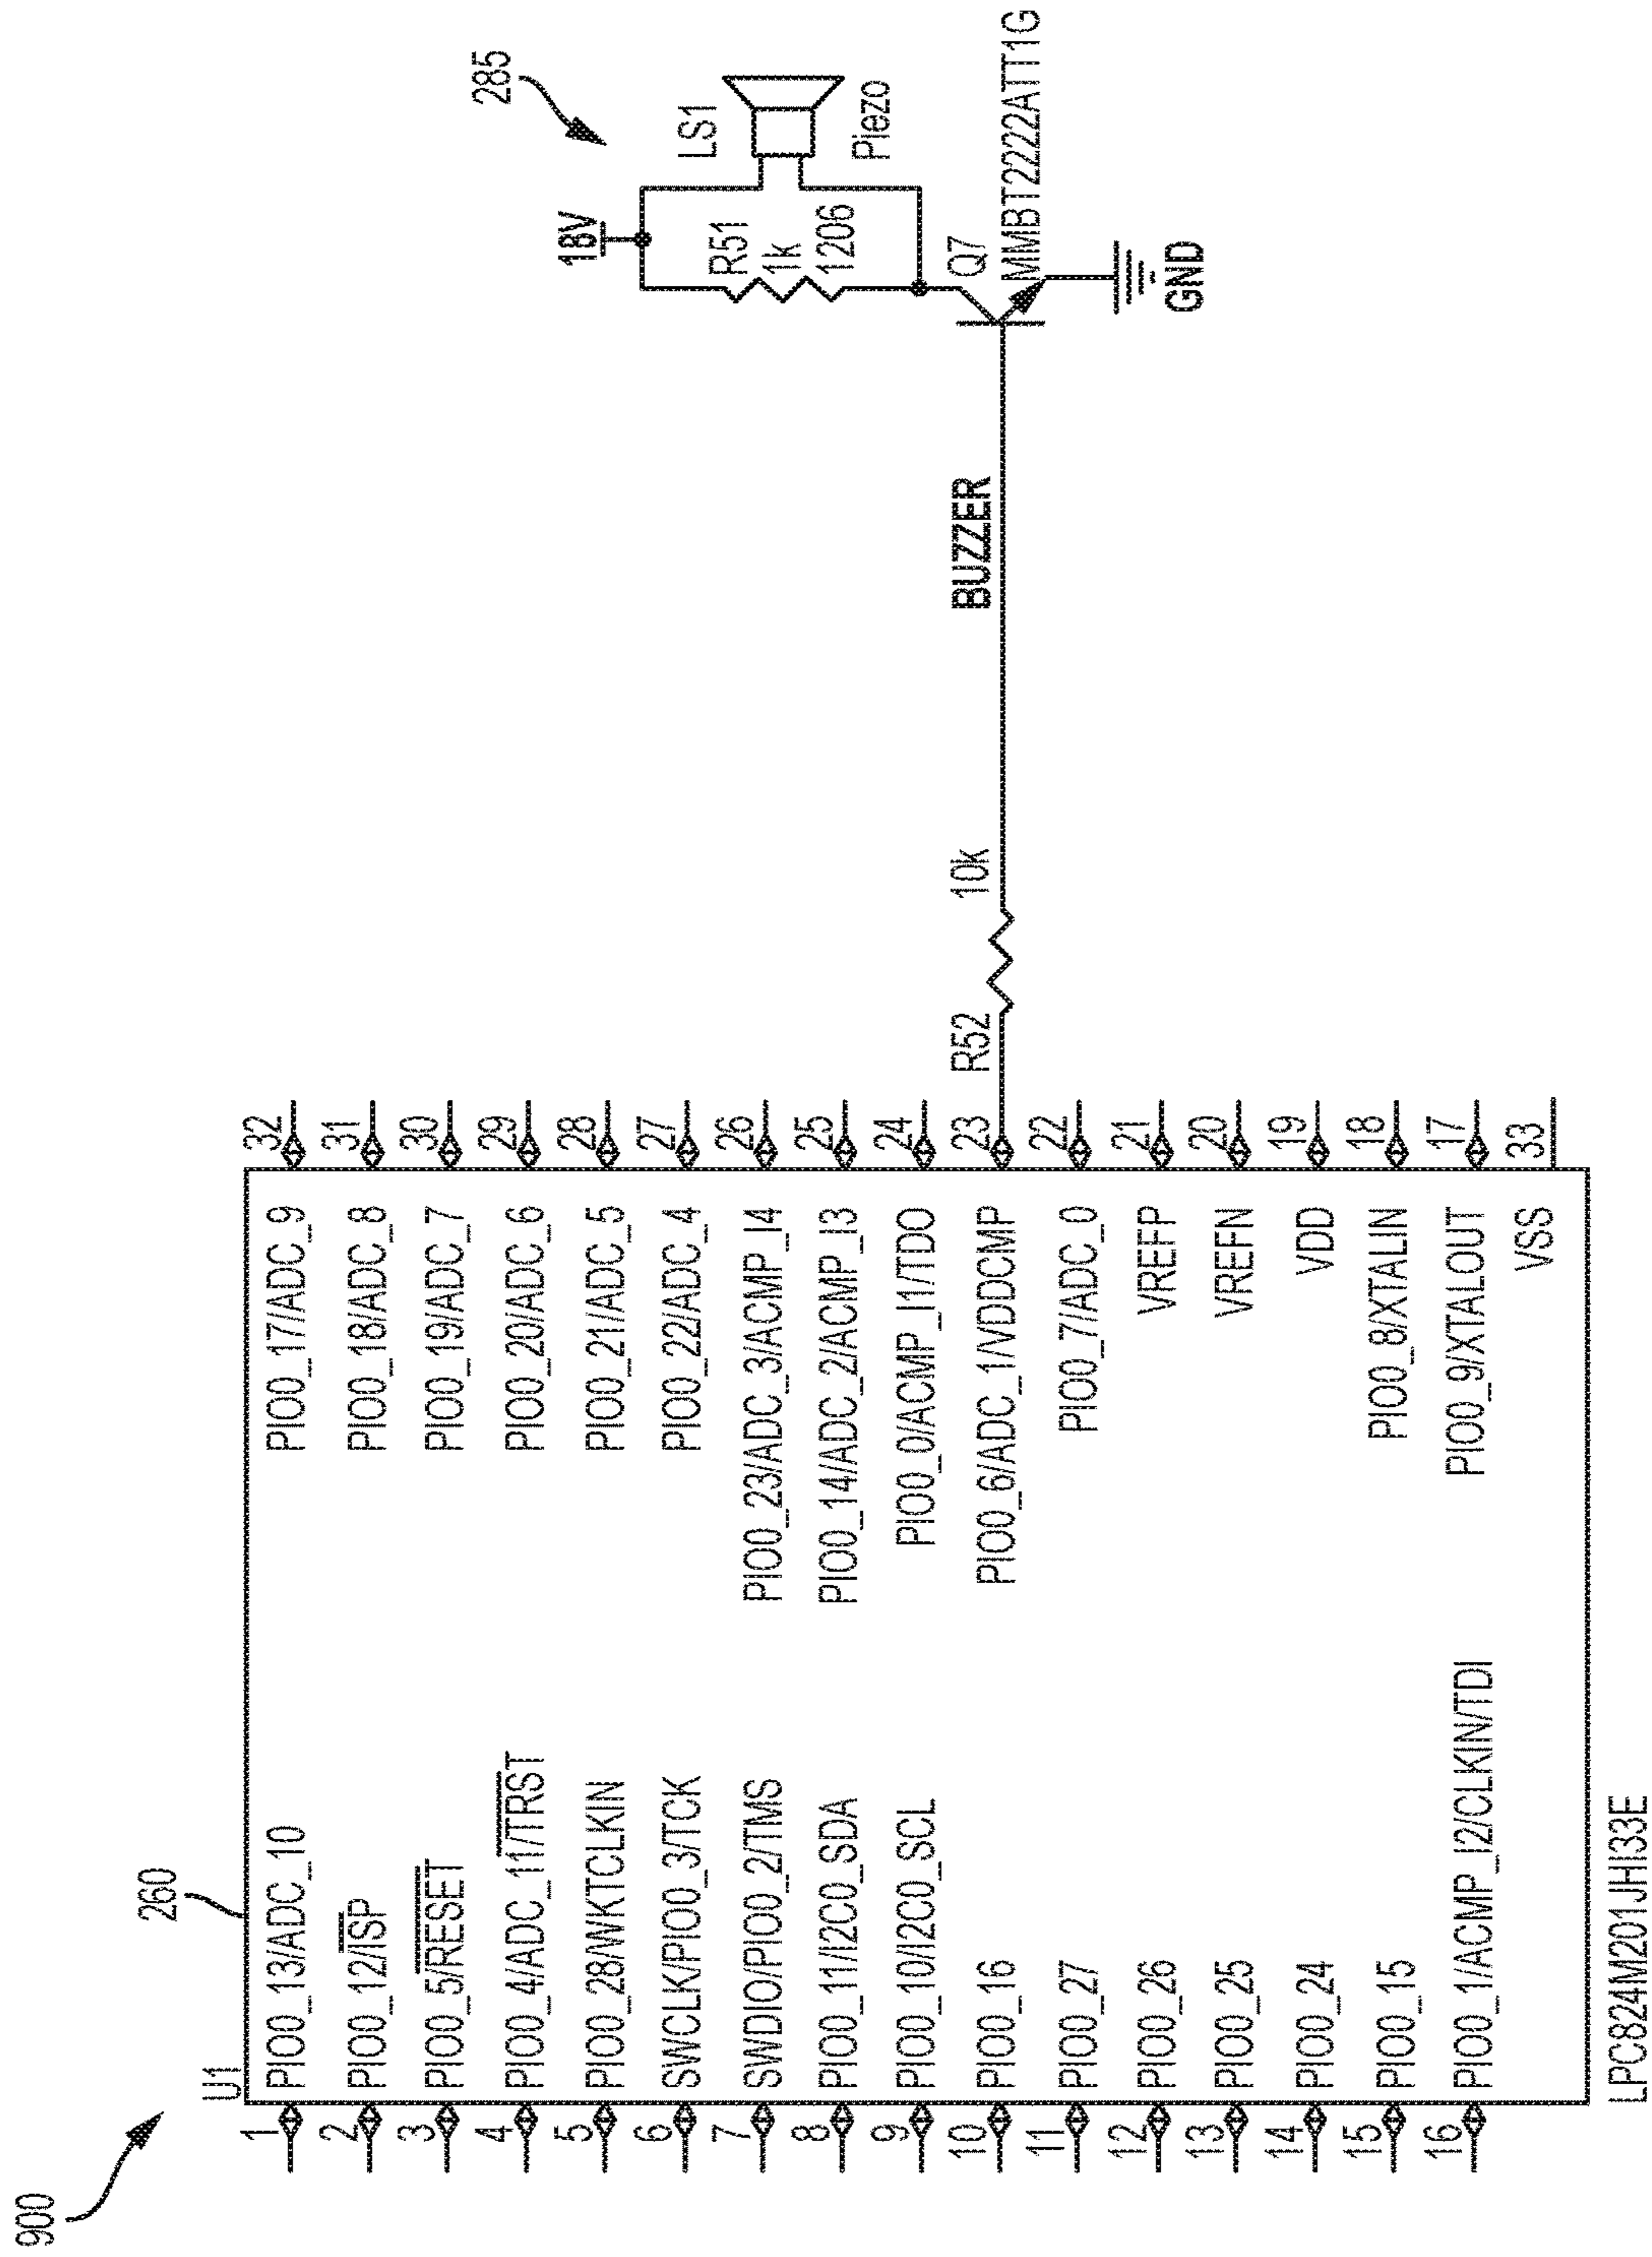 900
260
U1
1 PIO0_13/ADC_10 PIO0_17/ADC_9 32
2 PIO0_12/ISP PIO0_18/ADC_8 31
3 PIO0_5/RESET PIO0_19/ADC_7 30
4 PIO0_4/ADC_11/TRST PIO0_20/ADC_6 29
5 PIO0_28/WKTCLKIN PIO0_21/ADC_5 28
6 SWCLK/PIO0_3/TCK PIO0_22/ADC_4 27
7 SWDIO/PIO0_2/TMS PIO0_23/ADC_3/ACMP_I4 26
8 PIO0_11/I2C0_SDA PIO0_14/ADC_2/ACMP_I3 25
9 PIO0_10/I2C0_SCL PIO0_0/ACMP_I1/TDO 24
10 PIO0_16 PIO0_6/ADC_1/VDDCMP 23
11 PIO0_27 PIO0_7/ADC_0 22
12 PIO0_26 VREFP 21
13 PIO0_25 VREFN 20
14 PIO0_24 VDD 19
15 PIO0_15 PIO0_8/XTALIN 18
16 PIO0_1/ACMP_I2/CLKIN/TDI PIO0_9/XTALOUT 17
VSS 33
LPC824M201JHI33E
R52 10k
BUZZER
285
18V
LS1
R51
1k
1206
Piezo
Q7
MMBT2222ATT1G
GND